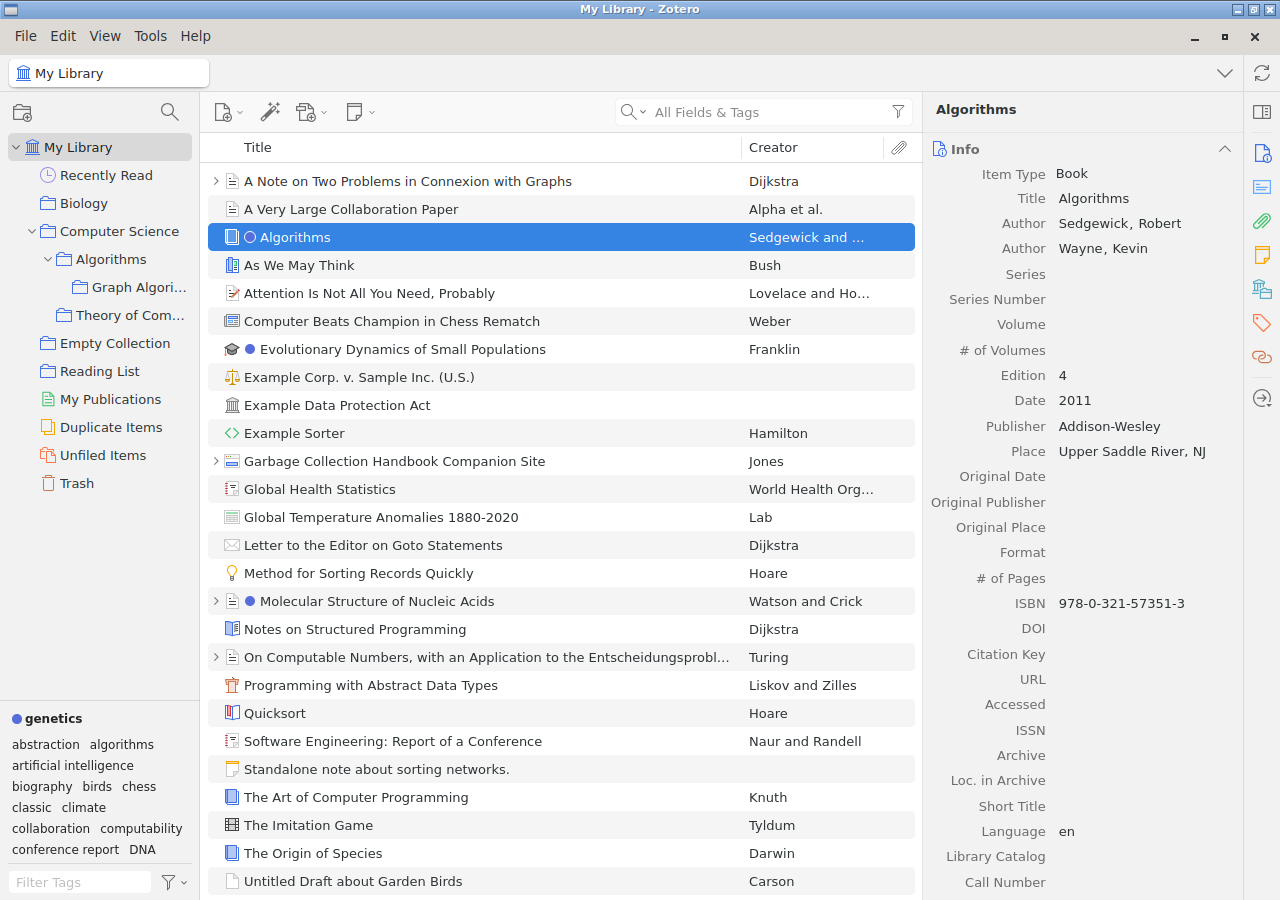 My Library - Zotero
File Edit View Tools Help
My Library
All Fields & Tags
My Library
Recently Read
Biology
Computer Science
Algorithms
Graph Algori...
Theory of Com...
Empty Collection
Reading List
My Publications
Duplicate Items
Unfiled Items
Trash
genetics
abstraction algorithms
artificial intelligence
biography birds chess
classic climate
collaboration computability
conference report DNA
Filter Tags
Title Creator
A Note on Two Problems in Connexion with Graphs Dijkstra
A Very Large Collaboration Paper Alpha et al.
Algorithms Sedgewick and ...
As We May Think Bush
Attention Is Not All You Need, Probably Lovelace and Ho...
Computer Beats Champion in Chess Rematch Weber
Evolutionary Dynamics of Small Populations Franklin
Example Corp. v. Sample Inc. (U.S.)
Example Data Protection Act
Example Sorter Hamilton
Garbage Collection Handbook Companion Site Jones
Global Health Statistics World Health Org...
Global Temperature Anomalies 1880-2020 Lab
Letter to the Editor on Goto Statements Dijkstra
Method for Sorting Records Quickly Hoare
Molecular Structure of Nucleic Acids Watson and Crick
Notes on Structured Programming Dijkstra
On Computable Numbers, with an Application to the Entscheidungsprobl... Turing
Programming with Abstract Data Types Liskov and Zilles
Quicksort Hoare
Software Engineering: Report of a Conference Naur and Randell
Standalone note about sorting networks.
The Art of Computer Programming Knuth
The Imitation Game Tyldum
The Origin of Species Darwin
Untitled Draft about Garden Birds Carson
Algorithms
Info
Item Type Book
Title Algorithms
Author Sedgewick, Robert
Author Wayne, Kevin
Series
Series Number
Volume
# of Volumes
Edition 4
Date 2011
Publisher Addison-Wesley
Place Upper Saddle River, NJ
Original Date
Original Publisher
Original Place
Format
# of Pages
ISBN 978-0-321-57351-3
DOI
Citation Key
URL
Accessed
ISSN
Archive
Loc. in Archive
Short Title
Language en
Library Catalog
Call Number